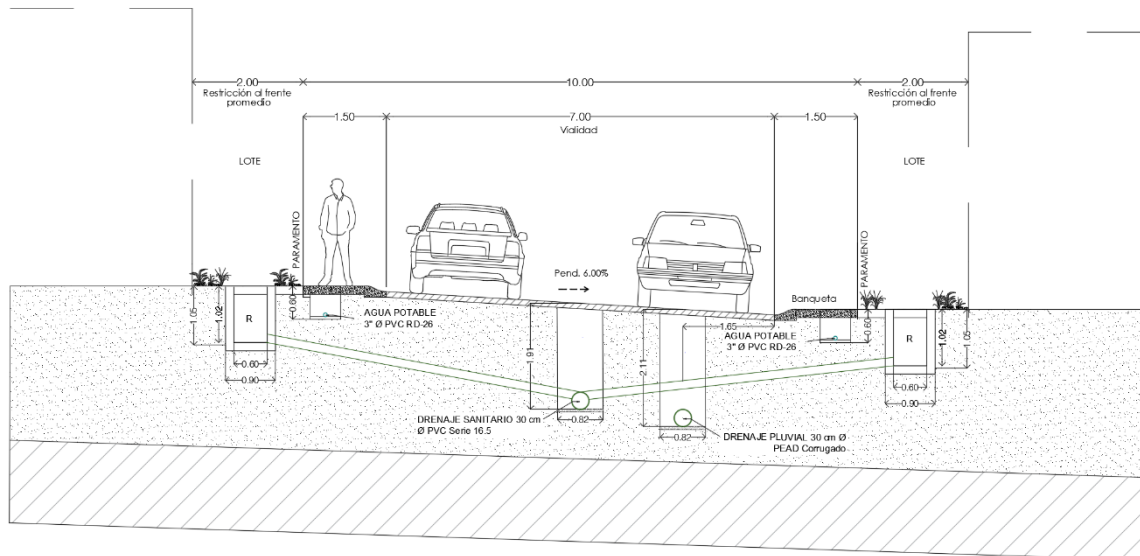 2.00
10.00
2.00
Restricción al frente
promedio
Restricción al frente
promedio
1.50
7.00
1.50
Vialidad
LOTE
LOTE
PARAMENTO
PARAMENTO
Pend. 6.00%
Banqueta
1.05
1.02
R
0.60
AGUA POTABLE
3" Ø PVC RD-26
1.65
AGUA POTABLE
3" Ø PVC RD-26
0.60
R
1.02
1.05
0.60
0.90
1.91
2.11
0.60
0.90
DRENAJE SANITARIO 30 cm
Ø PVC Serie 16.5
0.82
0.82
DRENAJE PLUVIAL 30 cm Ø
PEAD Corrugado